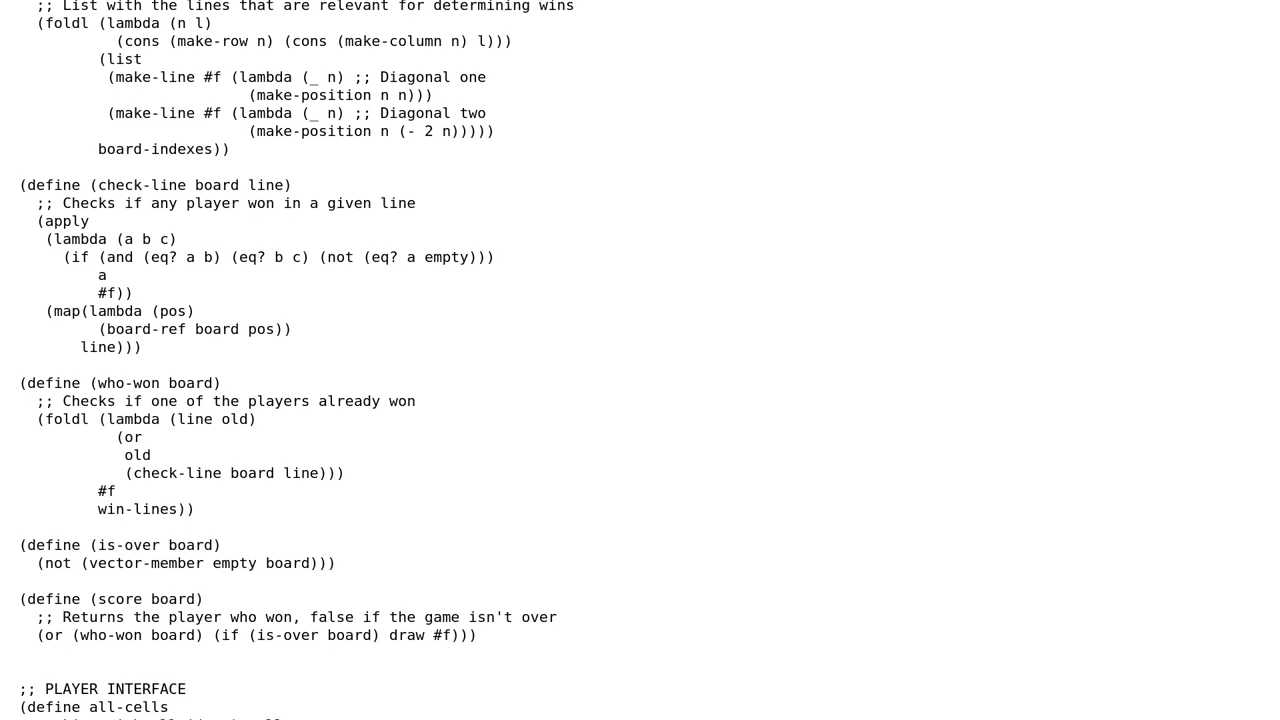 ;; List with the lines that are relevant for determining wins
  (foldl (lambda (n l)
           (cons (make-row n) (cons (make-column n) l)))
         (list
          (make-line #f (lambda (_ n) ;; Diagonal one
                          (make-position n n)))
          (make-line #f (lambda (_ n) ;; Diagonal two
                          (make-position n (- 2 n)))))
         board-indexes))

(define (check-line board line)
  ;; Checks if any player won in a given line
  (apply
   (lambda (a b c)
     (if (and (eq? a b) (eq? b c) (not (eq? a empty)))
         a
         #f))
   (map(lambda (pos)
         (board-ref board pos))
       line)))

(define (who-won board)
  ;; Checks if one of the players already won
  (foldl (lambda (line old)
           (or
            old
            (check-line board line)))
         #f
         win-lines))

(define (is-over board)
  (not (vector-member empty board)))

(define (score board)
  ;; Returns the player who won, false if the game isn't over
  (or (who-won board) (if (is-over board) draw #f)))


;; PLAYER INTERFACE
(define all-cells